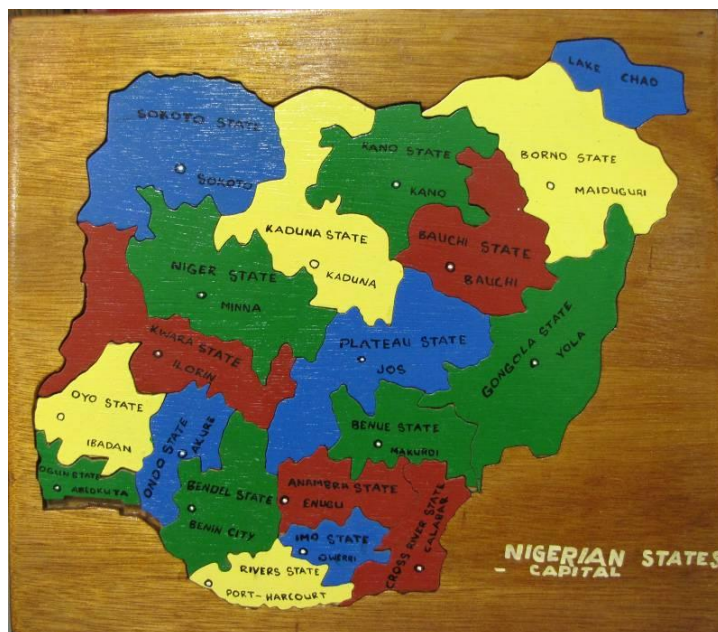 LAKE CHAD
SOKOTO STATE
SOKOTO
KANO STATE
KANO
BORNO STATE
MAIDUGURI
KADUNA STATE
KADUNA
BAUCHI STATE
BAUCHI
NIGER STATE
MINNA
KWARA STATE
ILORIN
PLATEAU STATE
JOS
GONGOLA STATE
YOLA
OYO STATE
IBADAN
ONDO STATE
AKURE
BENUE STATE
MAKURDI
OGUN STATE
ABEOKUTA
BENDEL STATE
BENIN CITY
ANAMBRA STATE
ENUGU
IMO STATE
OWERRI
CROSS RIVER STATE
CALABAR
RIVERS STATE
PORT-HARCOURT
NIGERIAN STATES
- CAPITAL